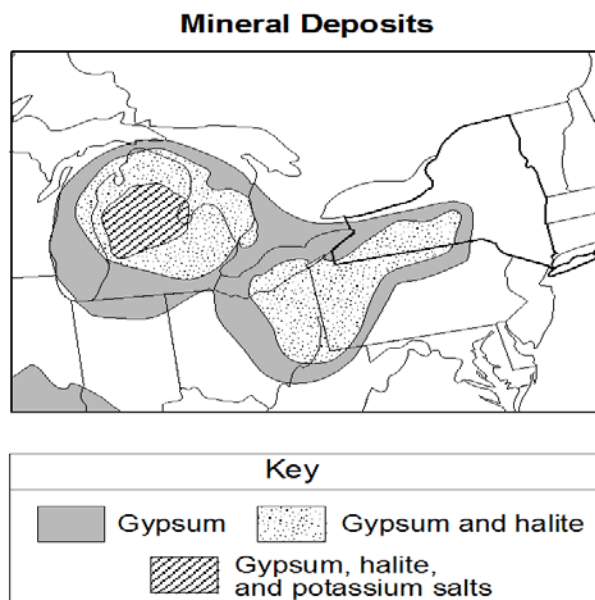 Mineral Deposits
Key
Gypsum
Gypsum and halite
Gypsum, halite,
and potassium salts